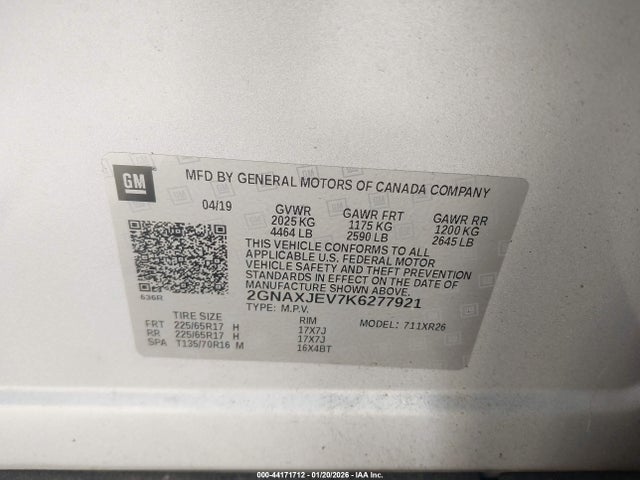 GM
MFD BY GENERAL MOTORS OF CANADA COMPANY
04/19 GVWR GAWR FRT GAWR RR
2025 KG 1175 KG 1200 KG
4464 LB 2590 LB 2645 LB
THIS VEHICLE CONFORMS TO ALL
APPLICABLE U.S. FEDERAL MOTOR
VEHICLE SAFETY AND THEFT PREVENTION
STANDARDS IN EFFECT ON THE DATE OF
MANUFACTURE SHOWN ABOVE.
2GNAXJEV7K6277921
636R
TYPE: M.P.V. MODEL: 711XR26
TIRE SIZE RIM
FRT 225/65R17 H 17X7J
RR 225/65R17 H 17X7J
SPA T135/70R16 M 16X4BT
0-- 44171712 -- 01/20/2026 -- IAA Inc.